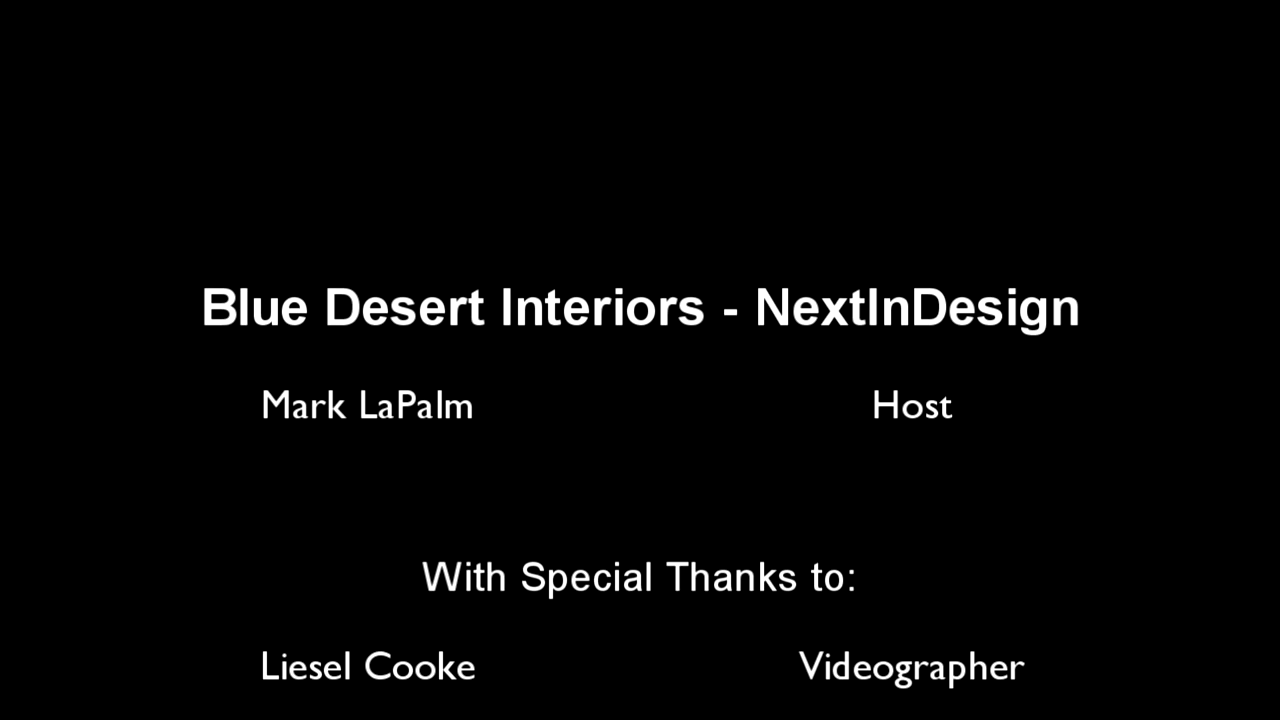 Blue Desert Interiors - NextInDesign
Mark LaPalm Host
With Special Thanks to:
Liesel Cooke Videographer